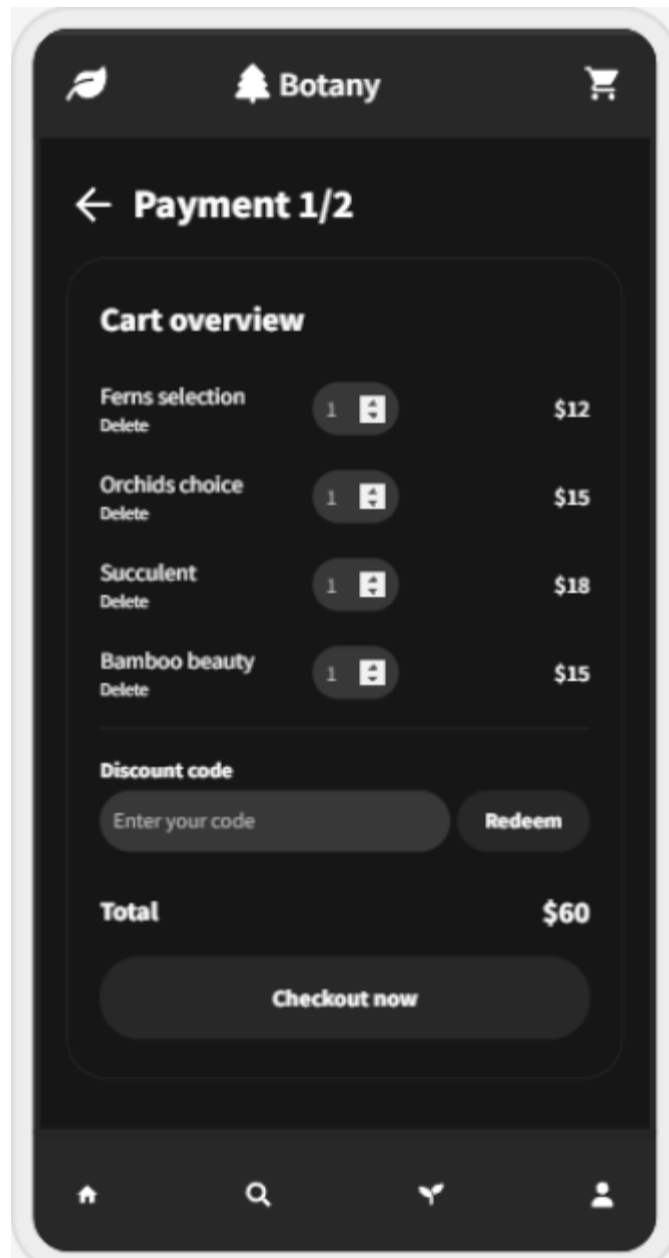 Botany
Payment 1/2
Cart overview
Ferns selection
Delete
1
$12
Orchids choice
Delete
1
$15
Succulent
Delete
1
$18
Bamboo beauty
Delete
1
$15
Discount code
Enter your code
Redeem
Total
$60
Checkout now